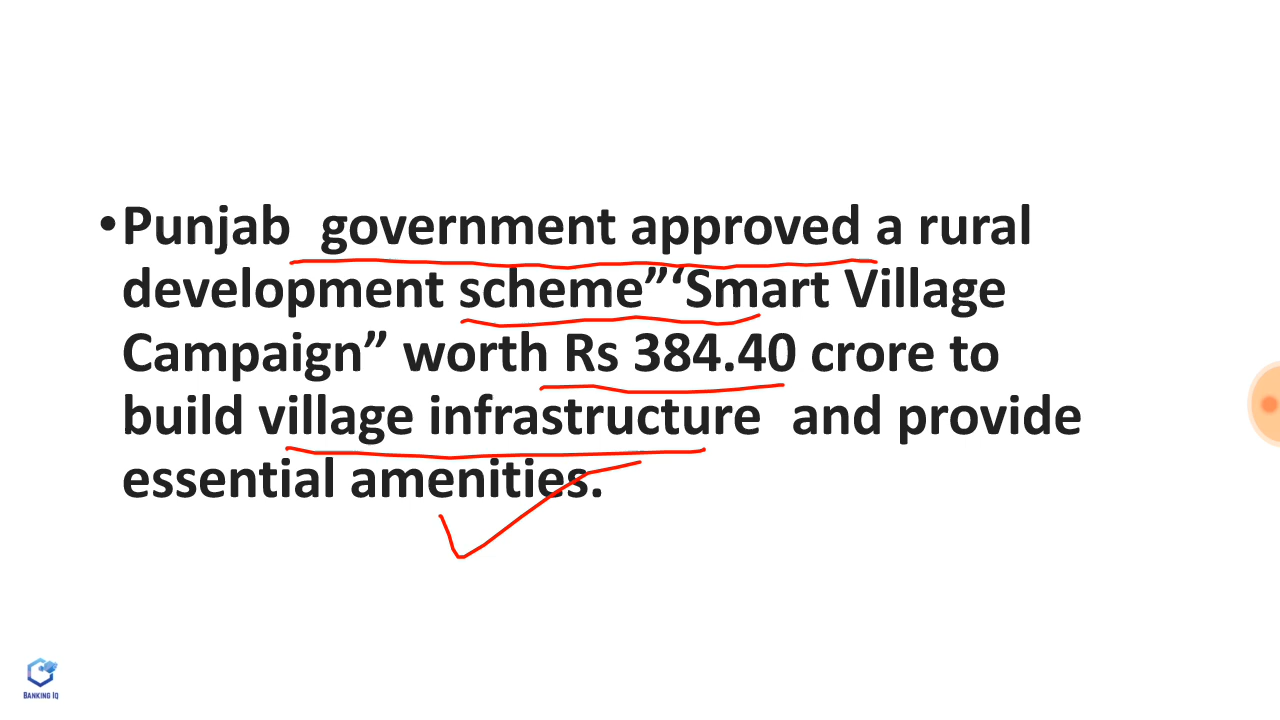 •Punjab  government approved a rural
development scheme”‘Smart Village
Campaign” worth Rs 384.40 crore to
build village infrastructure  and provide
essential amenities.
BANKING IQ